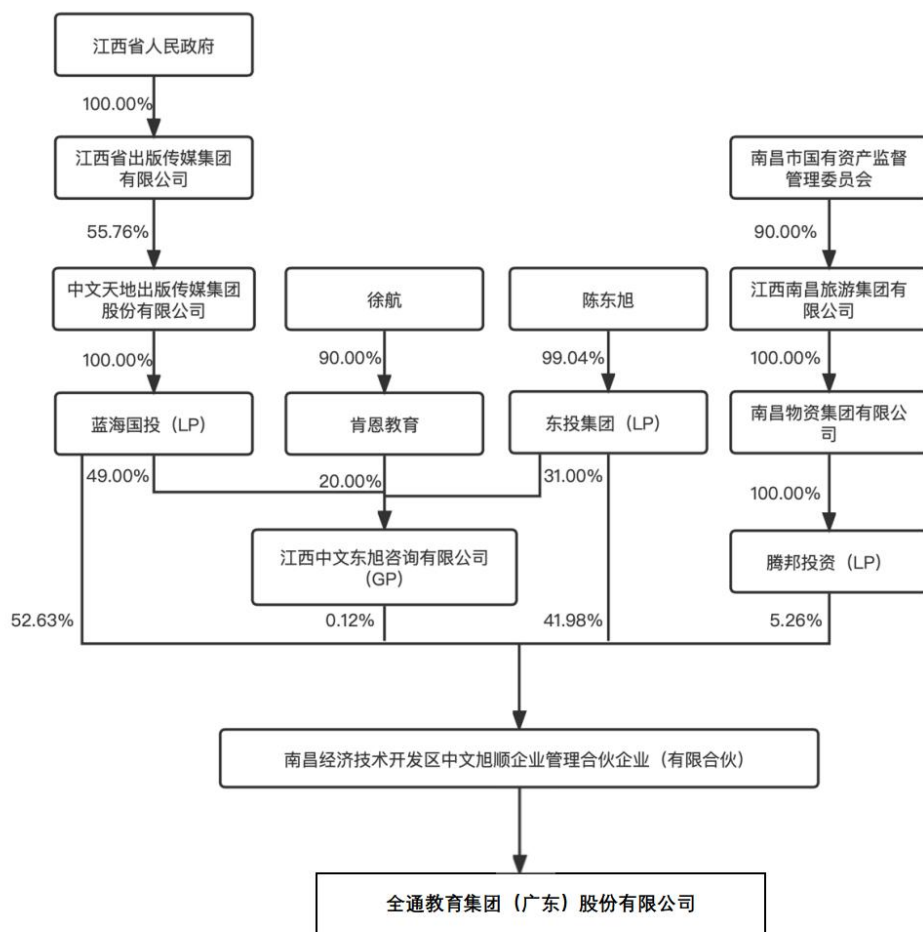 江西省人民政府
100.00%
江西省出版传媒集团
有限公司
南昌市国有资产监督
管理委员会
55.76%
90.00%
中文天地出版传媒集团
股份有限公司
徐航
陈东旭
江西南昌旅游集团有
限公司
100.00%
90.00%
99.04%
100.00%
蓝海国投（LP）
肯恩教育
东投集团（LP）
南昌物资集团有限公
司
49.00%
20.00%
31.00%
100.00%
江西中文东旭咨询有限公司
（GP）
腾邦投资（LP）
52.63%
0.12%
41.98%
5.26%
南昌经济技术开发区中文旭顺企业管理合伙企业（有限合伙）
全通教育集团（广东）股份有限公司